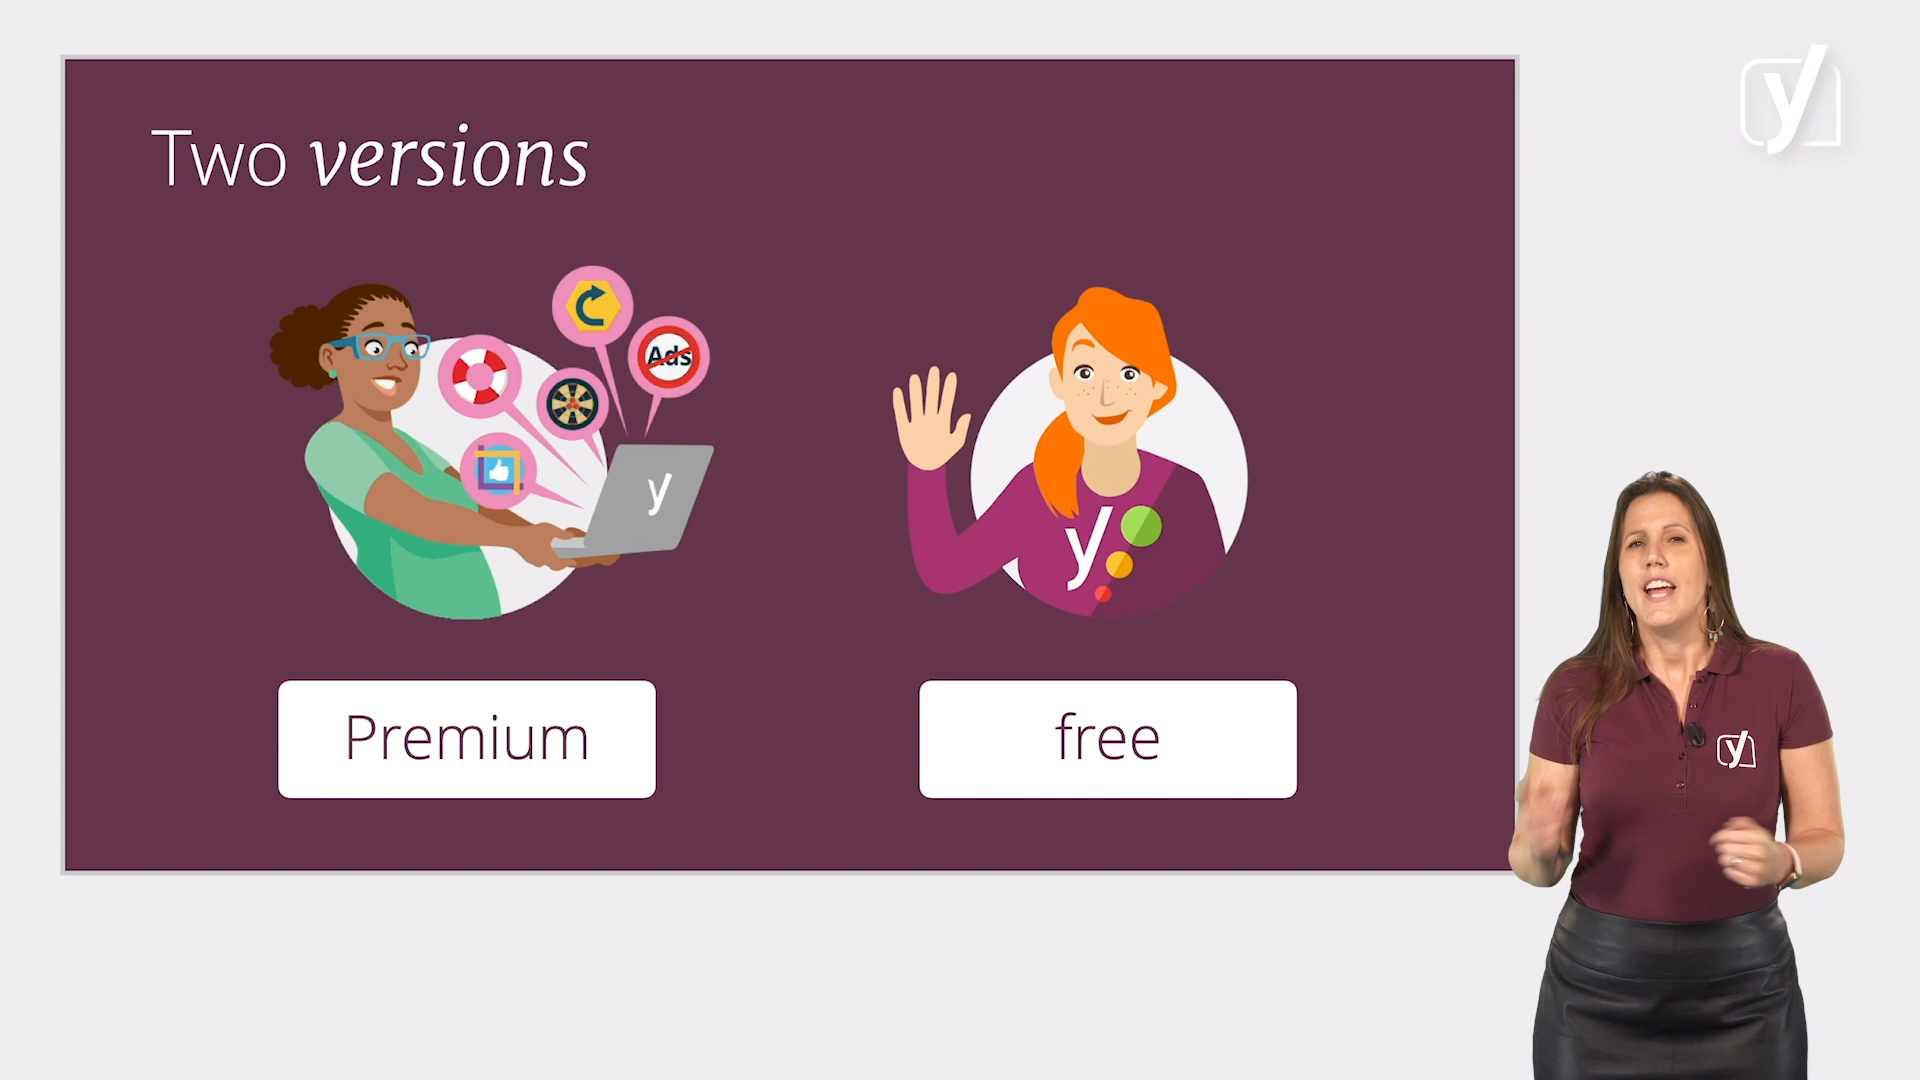 Two versions
Ads
y
y
Premium
free
y
y